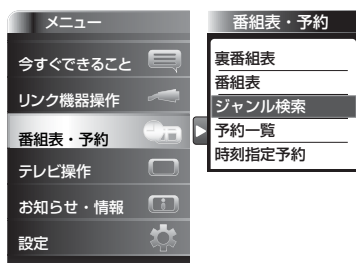 メニュー
今すぐできること
リンク機器操作
番組表・予約
テレビ操作
お知らせ・情報
設定
番組表・予約
裏番組表
番組表
ジャンル検索
予約一覧
時刻指定予約